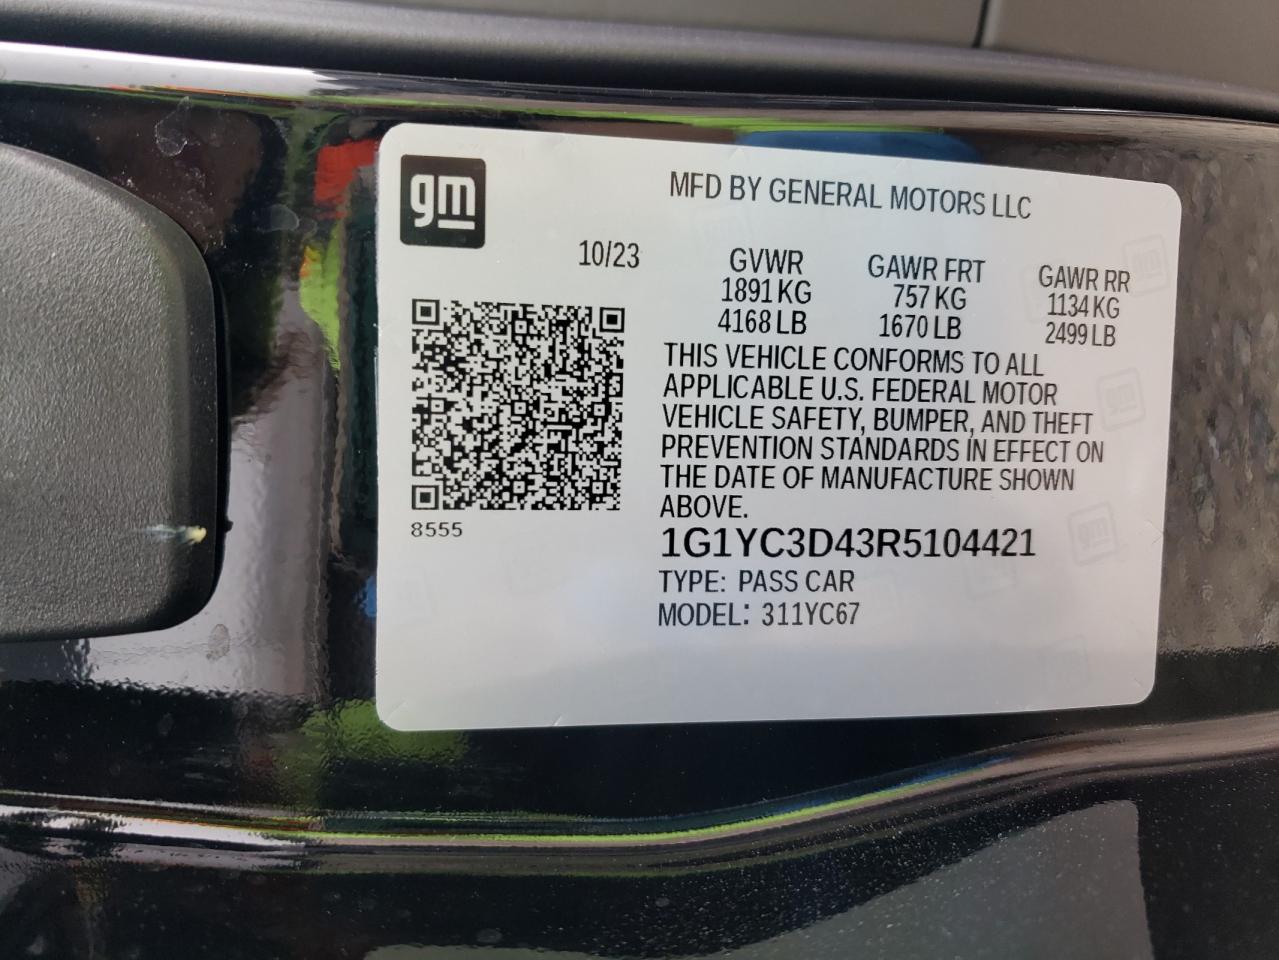 gm
MFD BY GENERAL MOTORS LLC
10/23
GVWR GAWR FRT GAWR RR
1891 KG 757 KG 1134 KG
4168 LB 1670 LB 2499 LB
THIS VEHICLE CONFORMS TO ALL
APPLICABLE U.S. FEDERAL MOTOR
VEHICLE SAFETY, BUMPER, AND THEFT
PREVENTION STANDARDS IN EFFECT ON
THE DATE OF MANUFACTURE SHOWN
ABOVE.
8555
1G1YC3D43R5104421
TYPE: PASS CAR
MODEL: 311YC67